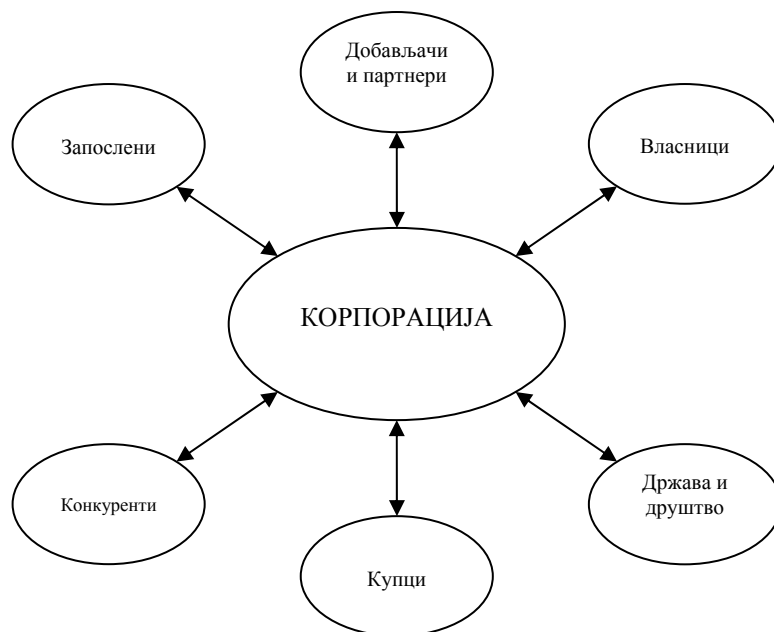 Добављачи
и партнери
Запослени
Власници
КОРПОРАЦИЈА
Конкуренти
Држава и
друштво
Купци